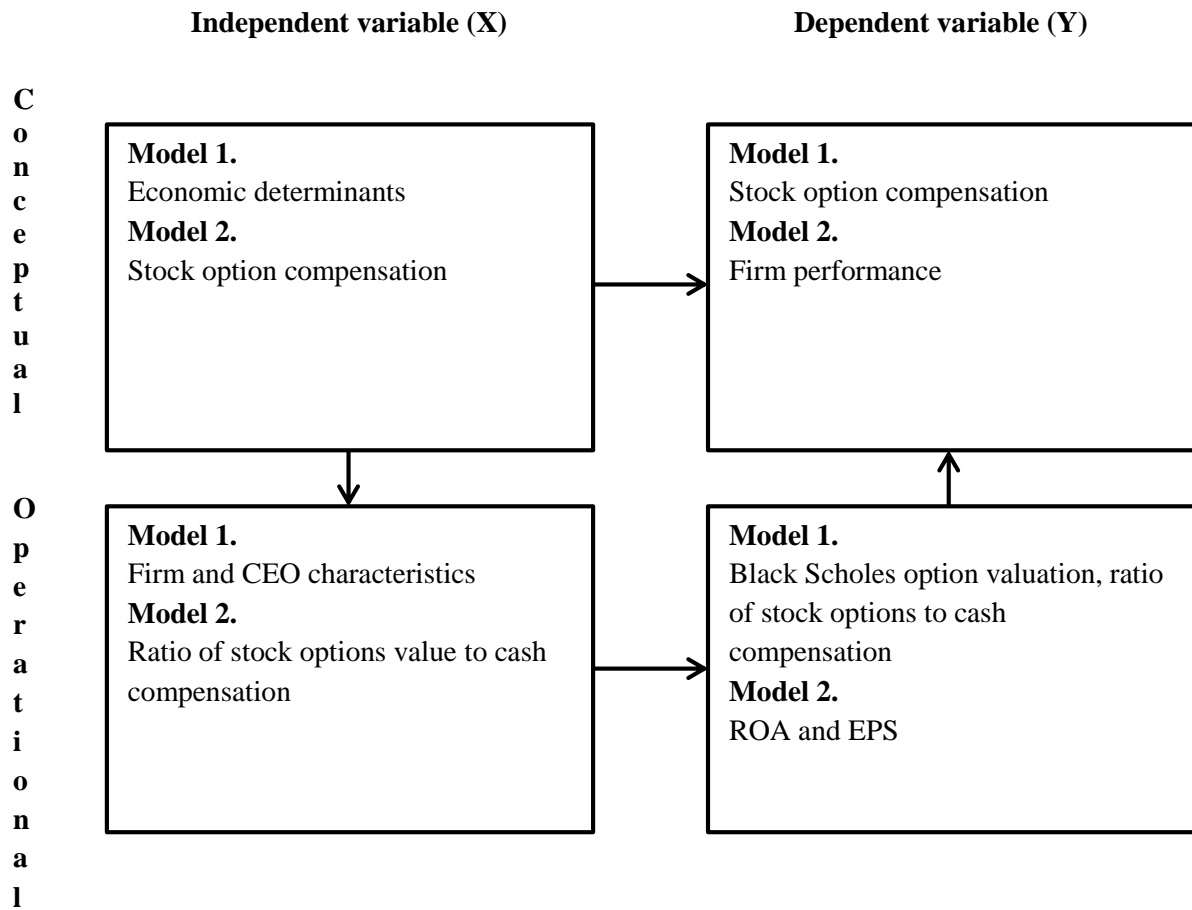 Independent variable (X)
Dependent variable (Y)
Conceptual
Model 1.
Economic determinants
Model 2.
Stock option compensation
Model 1.
Stock option compensation
Model 2.
Firm performance
Operational
Model 1.
Firm and CEO characteristics
Model 2.
Ratio of stock options value to cash
compensation
Model 1.
Black Scholes option valuation, ratio
of stock options to cash
compensation
Model 2.
ROA and EPS